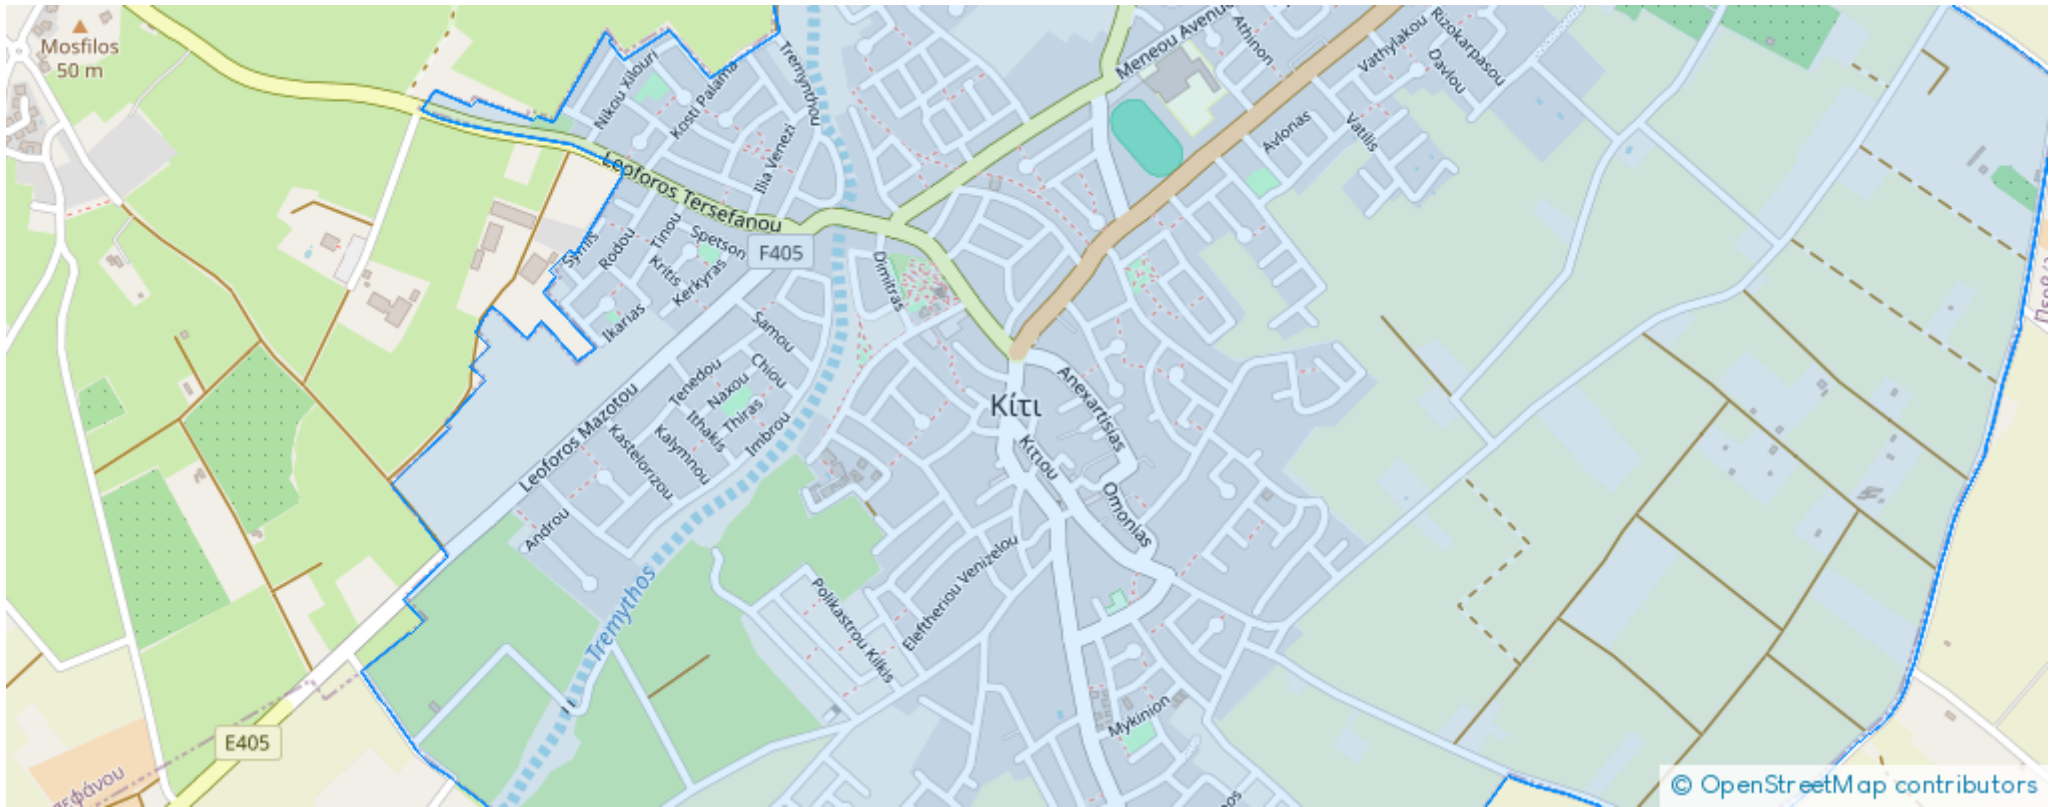 Mosfilos
50 m
Nikou Xilouri
Kosti Palama
Tremythou
Ilia Venezi
Meneou Avenue
Athinon
Vathylakou
Rizokarpasou
Davlou
Avlonas
Vatilis
Leoforos Tersefanou
F405
Symis
Rodou
Tinou
Spetson
Kritis
Kerkyras
Ikarias
Dimitras
Samou
Chiou
Tenedou
Naxou
Thiras
Ithakis
Imbrou
Kalymnou
Kastelorizou
Leoforos Mazotou
Androu
Κίτι
Κιτιου
Anexartisias
Omonias
Eleftheriou Venizelou
Polikastrou Kilkis
Tremythos
Mykinion
E405
© OpenStreetMap contributors